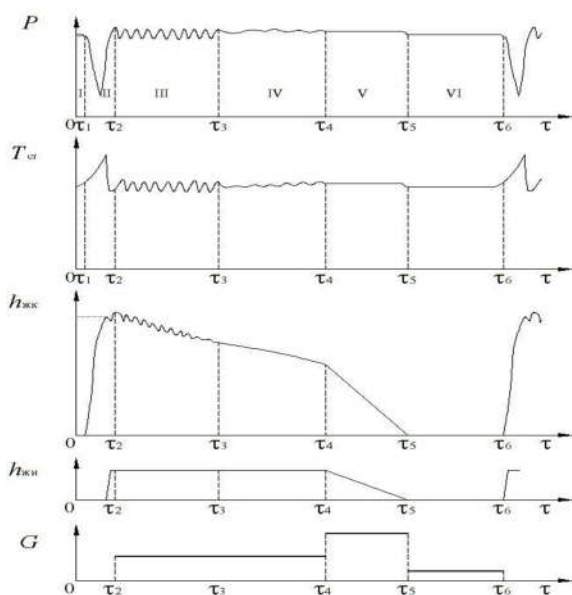 P
I II III IV V VI
0 τ1 τ2 τ3 τ4 τ5 τ6 τ
Tст
0 τ1 τ2 τ3 τ4 τ5 τ6 τ
hжк
0 τ2 τ3 τ4 τ5 τ6 τ
hжи
0 τ2 τ3 τ4 τ5 τ6 τ
G
0 τ2 τ3 τ4 τ5 τ6 τ